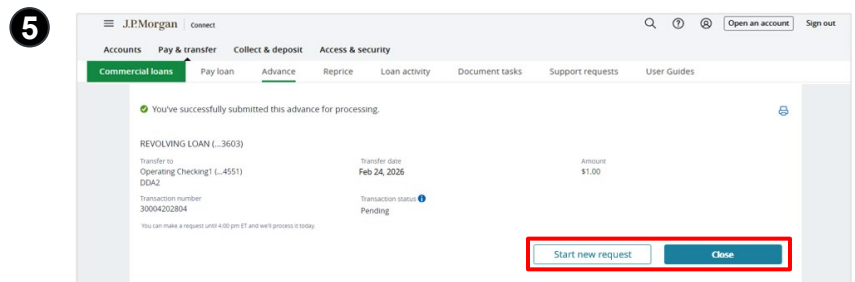 5
J.P.Morgan | Connect
Open an account
Sign out
Accounts Pay & transfer Collect & deposit Access & security
Commercial loans Pay loan Advance Reprice Loan activity Document tasks Support requests User Guides
You've successfully submitted this advance for processing.
REVOLVING LOAN (...3603)
Transfer to Transfer date Amount
Operating Checking1 (...4551) Feb 24, 2026 $1.00
DDA2
Transaction number Transaction status
30004202804 Pending
You can make a request until 4:00 pm ET and we'll process it today.
Start new request Close